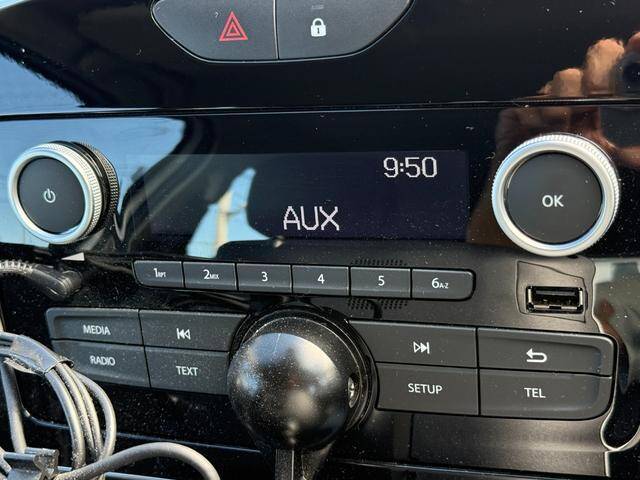 9:50
AUX
OK
1RPT 2MIX 3 4 5 6A-Z
MEDIA
RADIO TEXT
SETUP TEL